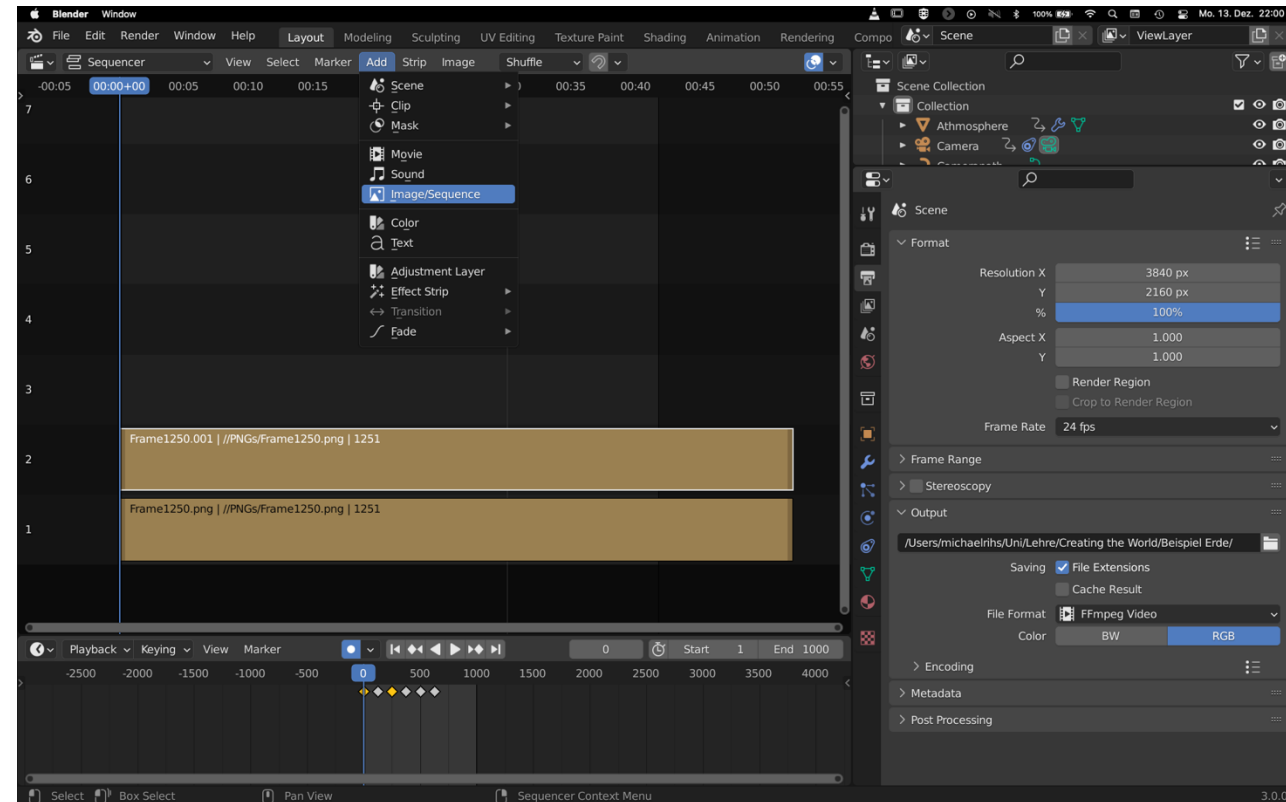 Blender Window 100% Mo. 13. Dez. 22:00
File Edit Render Window Help Layout Modeling Sculpting UV Editing Texture Paint Shading Animation Rendering Compo Scene ViewLayer
Sequencer View Select Marker Add Strip Image Shuffle
-00:05 00:00+00 00:05 00:10 00:15 00:35 00:40 00:45 00:50 00:55
7
6
5
4
3
2
1
Scene
Clip
Mask
Movie
Sound
Image/Sequence
Color
Text
Adjustment Layer
Effect Strip
Transition
Fade
Frame1250.001 | //PNGs/Frame1250.png | 1251
Frame1250.png | //PNGs/Frame1250.png | 1251
Playback Keying View Marker 0 Start 1 End 1000
-2500 -2000 -1500 -1000 -500 0 500 1000 1500 2000 2500 3000 3500 4000
Scene Collection
Collection
Athmosphere
Camera
Scene
Format
Resolution X 3840 px
Y 2160 px
% 100%
Aspect X 1.000
Y 1.000
Render Region
Crop to Render Region
Frame Rate 24 fps
Frame Range
Stereoscopy
Output
/Users/michaelrihs/Uni/Lehre/Creating the World/Beispiel Erde/
Saving File Extensions
Cache Result
File Format FFmpeg Video
Color BW RGB
Encoding
Metadata
Post Processing
Select Box Select Pan View Sequencer Context Menu 3.0.0